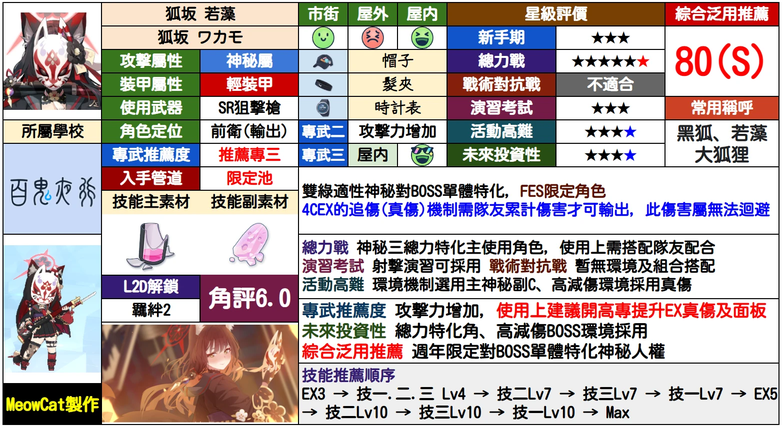 狐坂 若藻
狐坂 ワカモ
市街 屋外 屋内
星級評價
綜合泛用推薦
80(S)
攻擊屬性 神秘屬
裝甲屬性 輕裝甲
使用武器 SR狙擊槍
角色定位 前衛(輸出)
專武推薦度 推薦專三
入手管道 限定池
帽子
髮夾
時計表
專武二 攻擊力增加
專武三 屋內
新手期 ★★★
總力戰 ★★★★★★
戰術對抗戰 不適合
演習考試 ★★★
活動高難 ★★★★
未來投資性 ★★★★
常用稱呼
黑狐、若藻
大狐狸
所屬學校
百鬼夜行
技能主素材 技能副素材
L2D解鎖
羈絆2
角評6.0
雙綠適性神秘對BOSS單體特化, FES限定角色
4CEX的追傷(真傷)機制需隊友累計傷害才可輸出, 此傷害屬無法迴避
總力戰 神秘三總力特化主使用角色, 使用上需搭配隊友配合
演習考試 射擊演習可採用 戰術對抗戰 暫無環境及組合搭配
活動高難 環境機制選用主神秘副C、高減傷環境採用真傷
專武推薦度 攻擊力增加, 使用上建議開高專提升EX真傷及面板
未來投資性 總力特化角、高減傷BOSS環境採用
綜合泛用推薦 週年限定對BOSS單體特化神秘人權
技能推薦順序
EX3 → 技一.二.三 Lv4 → 技二Lv7 → 技三Lv7 → 技一Lv7 → EX5
→ 技二Lv10 → 技三Lv10 → 技一Lv10 → Max
MeowCat製作